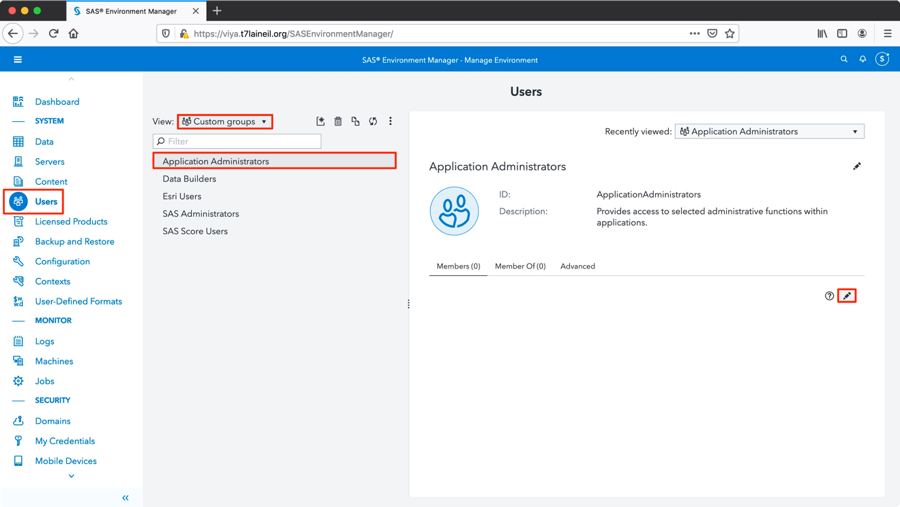 SAS® Environment Manager
https://viya.t7laineil.org/SASEnvironmentManager/
SAS® Environment Manager - Manage Environment
S
Dashboard
SYSTEM
Data
Servers
Content
Users
Licensed Products
Backup and Restore
Configuration
Contexts
User-Defined Formats
MONITOR
Logs
Machines
Jobs
SECURITY
Domains
My Credentials
Mobile Devices
Users
View: Custom groups
Filter
Application Administrators
Data Builders
Esri Users
SAS Administrators
SAS Score Users
Recently viewed: Application Administrators
Application Administrators
ID: ApplicationAdministrators
Description: Provides access to selected administrative functions within
applications.
Members (0) Member Of (0) Advanced